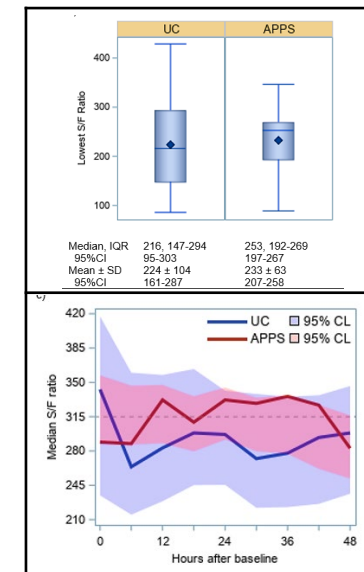 UC APPS
400
300
200
100
Lowest S/F Ratio
Median, IQR 216, 147-294 253, 192-269
95%CI 95-303 197-267
Mean ± SD 224 ± 104 233 ± 63
95%CI 161-287 207-258
c)
420
385
350
315
280
245
210
Median S/F ratio
UC 95% CL
APPS 95% CL
0 12 24 36 48
Hours after baseline